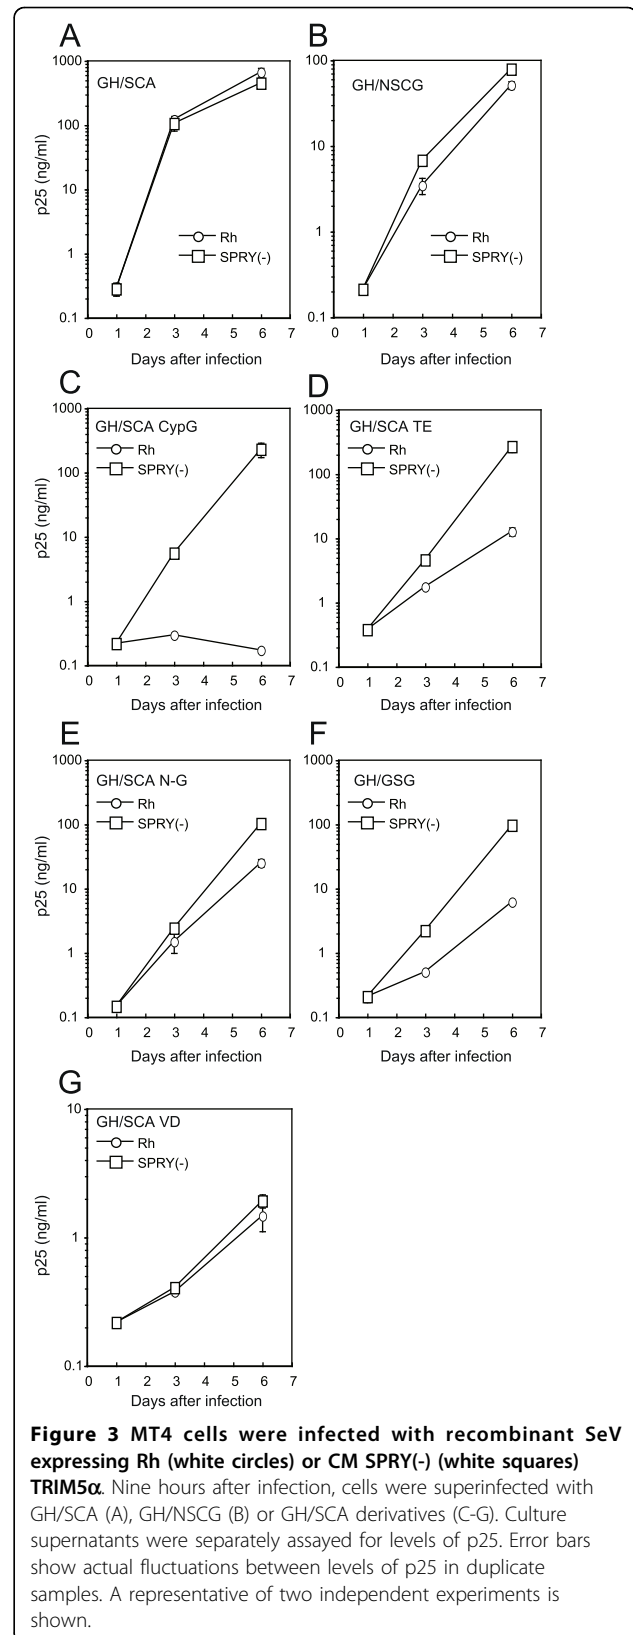 A
B
1000
100
10
1
0.1
p25 (ng/ml)
GH/SCA
Rh
SPRY(-)
0 1 2 3 4 5 6 7
Days after infection
100
10
1
0.1
GH/NSCG
Rh
SPRY(-)
0 1 2 3 4 5 6 7
Days after infection
C
D
1000
100
10
1
0.1
p25 (ng/ml)
GH/SCA CypG
Rh
SPRY(-)
0 1 2 3 4 5 6 7
Days after infection
1000
100
10
1
0.1
GH/SCA TE
Rh
SPRY(-)
0 1 2 3 4 5 6 7
Days after infection
E
F
1000
100
10
1
0.1
p25 (ng/ml)
GH/SCA N-G
Rh
SPRY(-)
0 1 2 3 4 5 6 7
Days after infection
1000
100
10
1
0.1
GH/GSG
Rh
SPRY(-)
0 1 2 3 4 5 6 7
Days after infection
G
10
1
0.1
p25 (ng/ml)
GH/SCA VD
Rh
SPRY(-)
0 1 2 3 4 5 6 7
Days after infection
Figure 3 MT4 cells were infected with recombinant SeV
expressing Rh (white circles) or CM SPRY(-) (white squares)
TRIM5α. Nine hours after infection, cells were superinfected with
GH/SCA (A), GH/NSCG (B) or GH/SCA derivatives (C-G). Culture
supernatants were separately assayed for levels of p25. Error bars
show actual fluctuations between levels of p25 in duplicate
samples. A representative of two independent experiments is
shown.